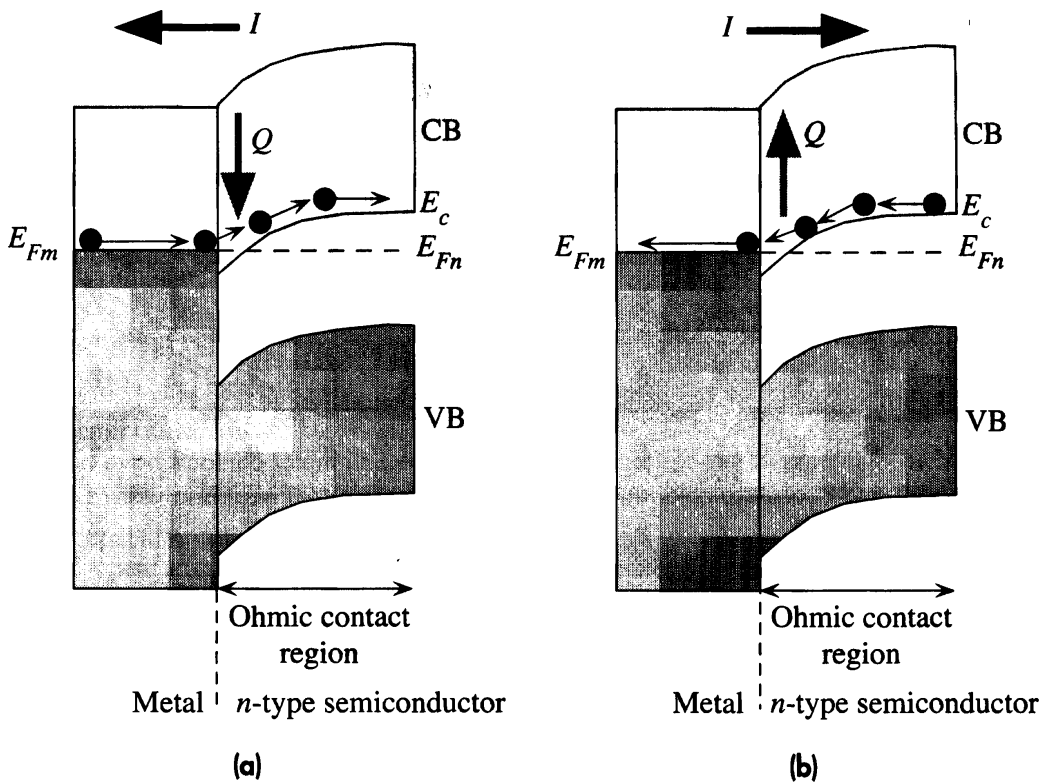 I
CB
Q
E_c
E_Fm
E_Fn
VB
Ohmic contact
region
Metal
n-type semiconductor
(a)
I
CB
Q
E_c
E_Fm
E_Fn
VB
Ohmic contact
region
Metal
n-type semiconductor
(b)